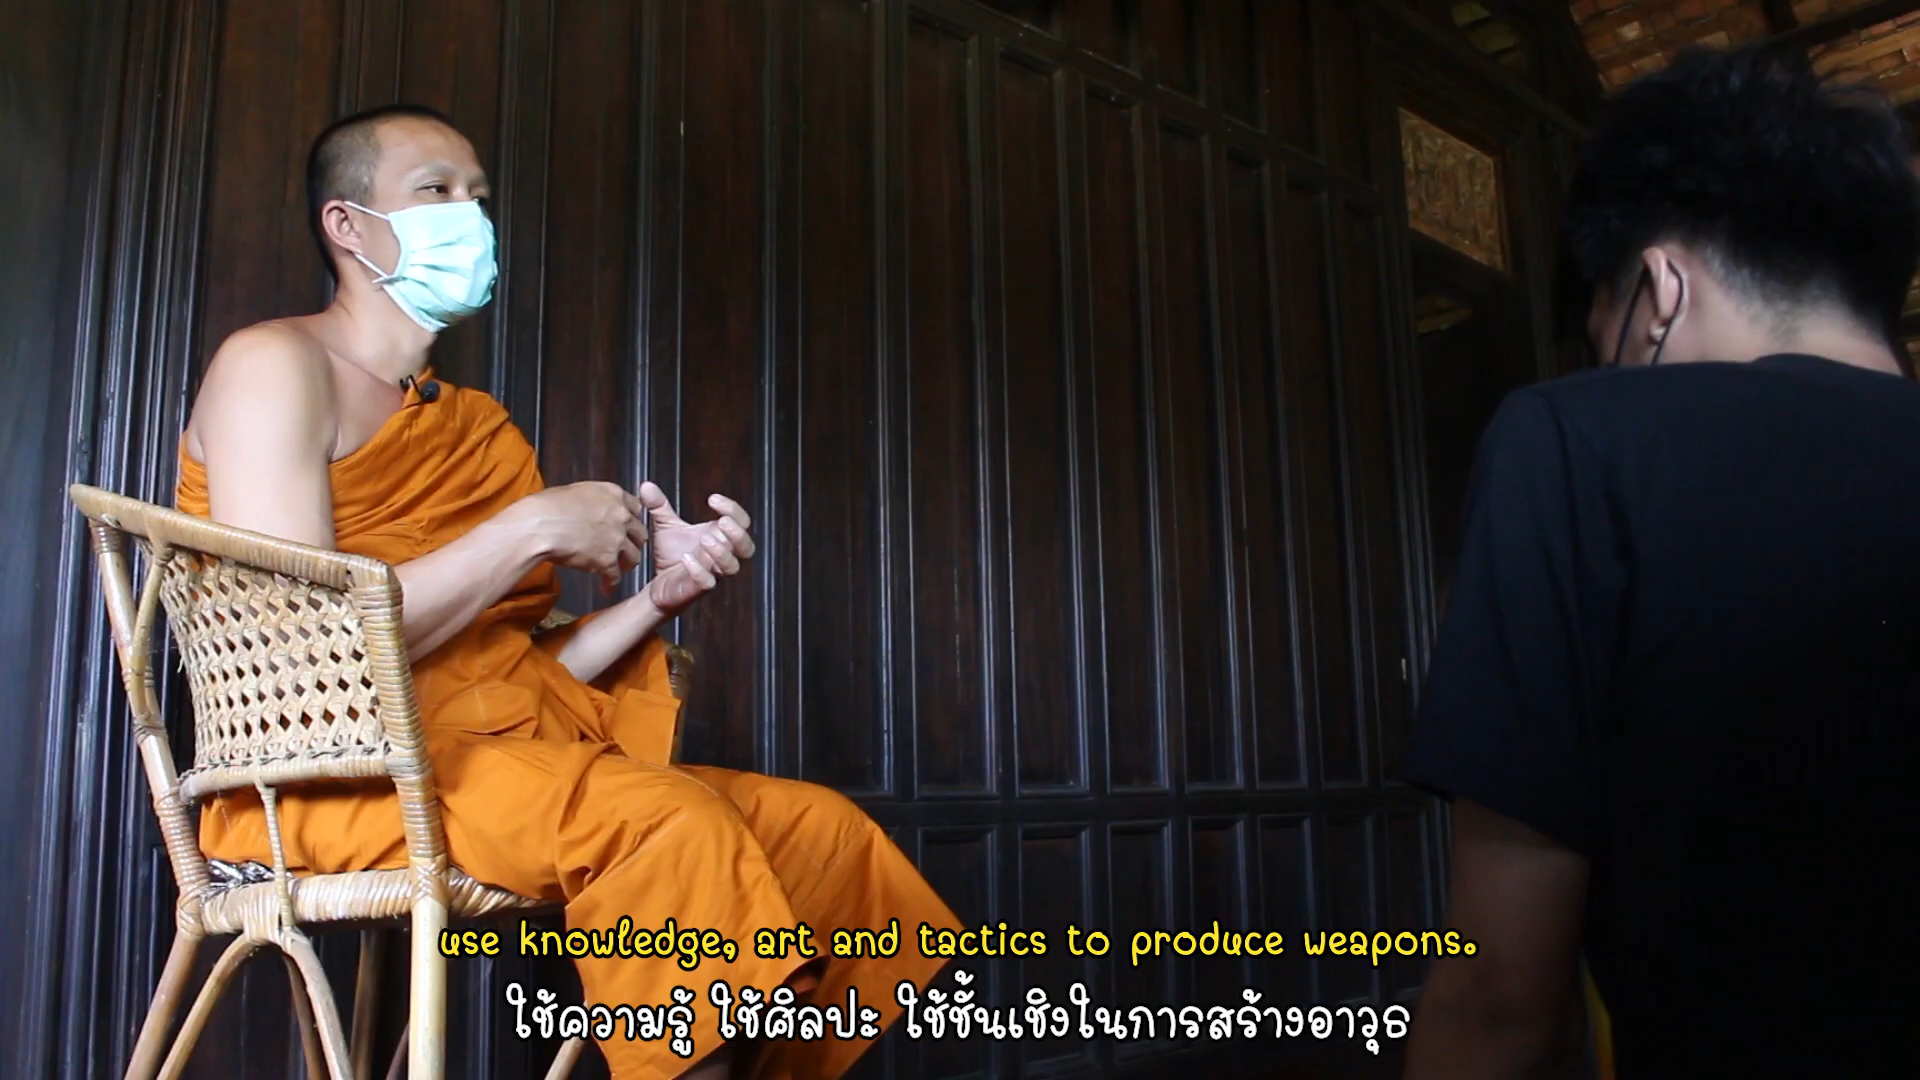 use knowledge, art and tactics to produce weapons.
ใช้ความรู้ ใช้ศิลปะ ใช้ชั้นเชิงในการสร้างอาวุธ